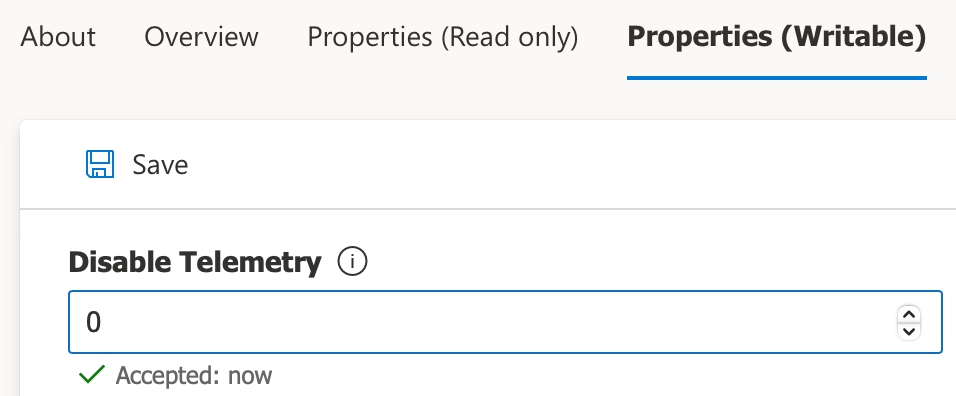 About Overview Properties (Read only) Properties (Writable)
Save
Disable Telemetry
0
Accepted: now